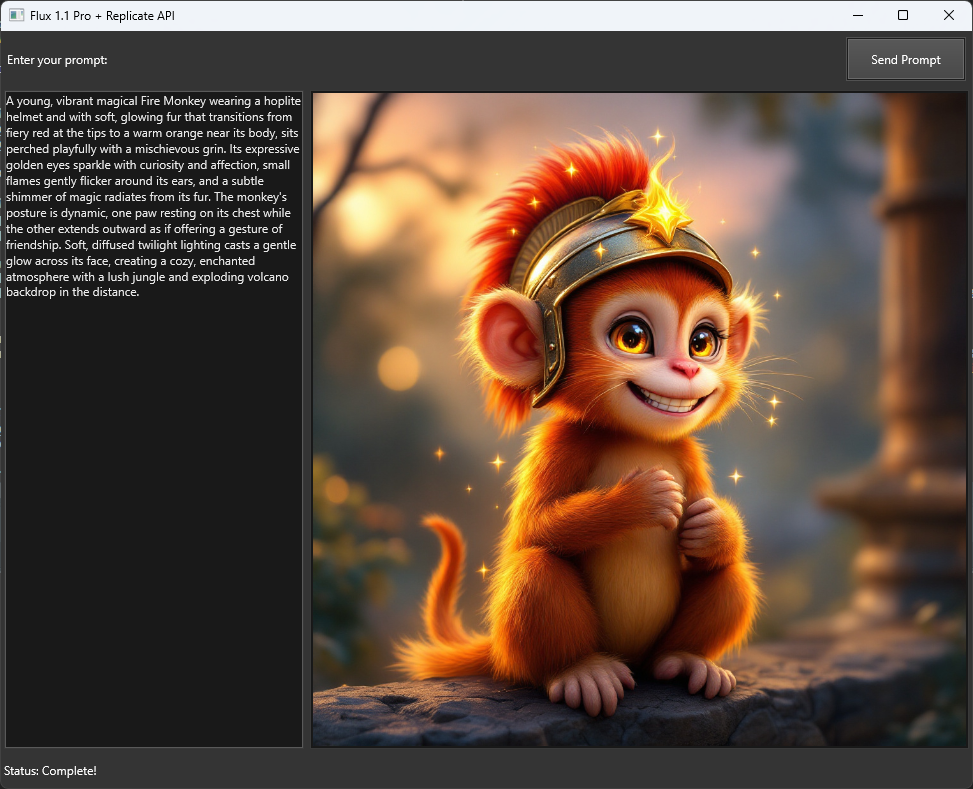 Flux 1.1 Pro + Replicate API
Enter your prompt:
Send Prompt
A young, vibrant magical Fire Monkey wearing a hoplite
helmet and with soft, glowing fur that transitions from
fiery red at the tips to a warm orange near its body, sits
perched playfully with a mischievous grin. Its expressive
golden eyes sparkle with curiosity and affection, small
flames gently flicker around its ears, and a subtle
shimmer of magic radiates from its fur. The monkey's
posture is dynamic, one paw resting on its chest while
the other extends outward as if offering a gesture of
friendship. Soft, diffused twilight lighting casts a gentle
glow across its face, creating a cozy, enchanted
atmosphere with a lush jungle and exploding volcano
backdrop in the distance.
Status: Complete!